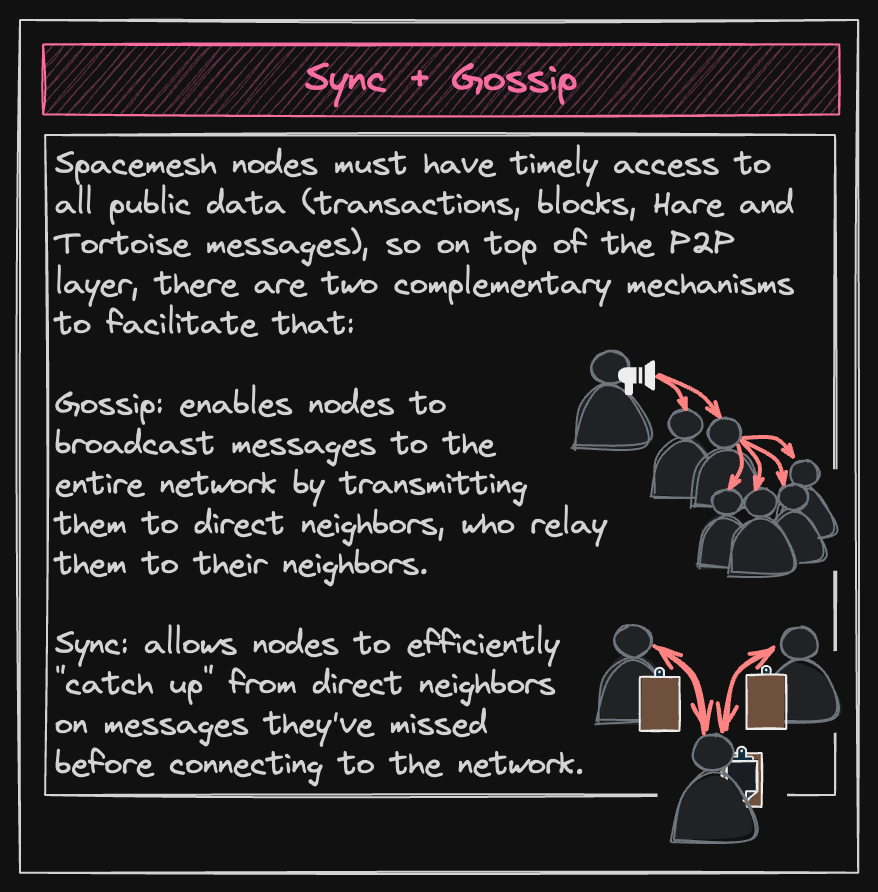 Sync + Gossip
Spacemesh nodes must have timely access to
all public data (transactions, blocks, Hare and
Tortoise messages), so on top of the P2P
layer, there are two complementary mechanisms
to facilitate that:
Gossip: enables nodes to
broadcast messages to the
entire network by transmitting
them to direct neighbors, who relay
them to their neighbors.
Sync: allows nodes to efficiently
"catch up" from direct neighbors
on messages they've missed
before connecting to the network.